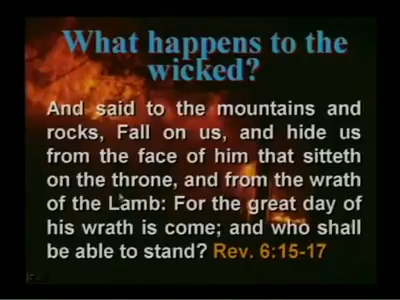 What happens to the
wicked?
And said to the mountains and
rocks, Fall on us, and hide us
from the face of him that sitteth
on the throne, and from the wrath
of the Lamb: For the great day of
his wrath is come; and who shall
be able to stand? Rev. 6:15-17